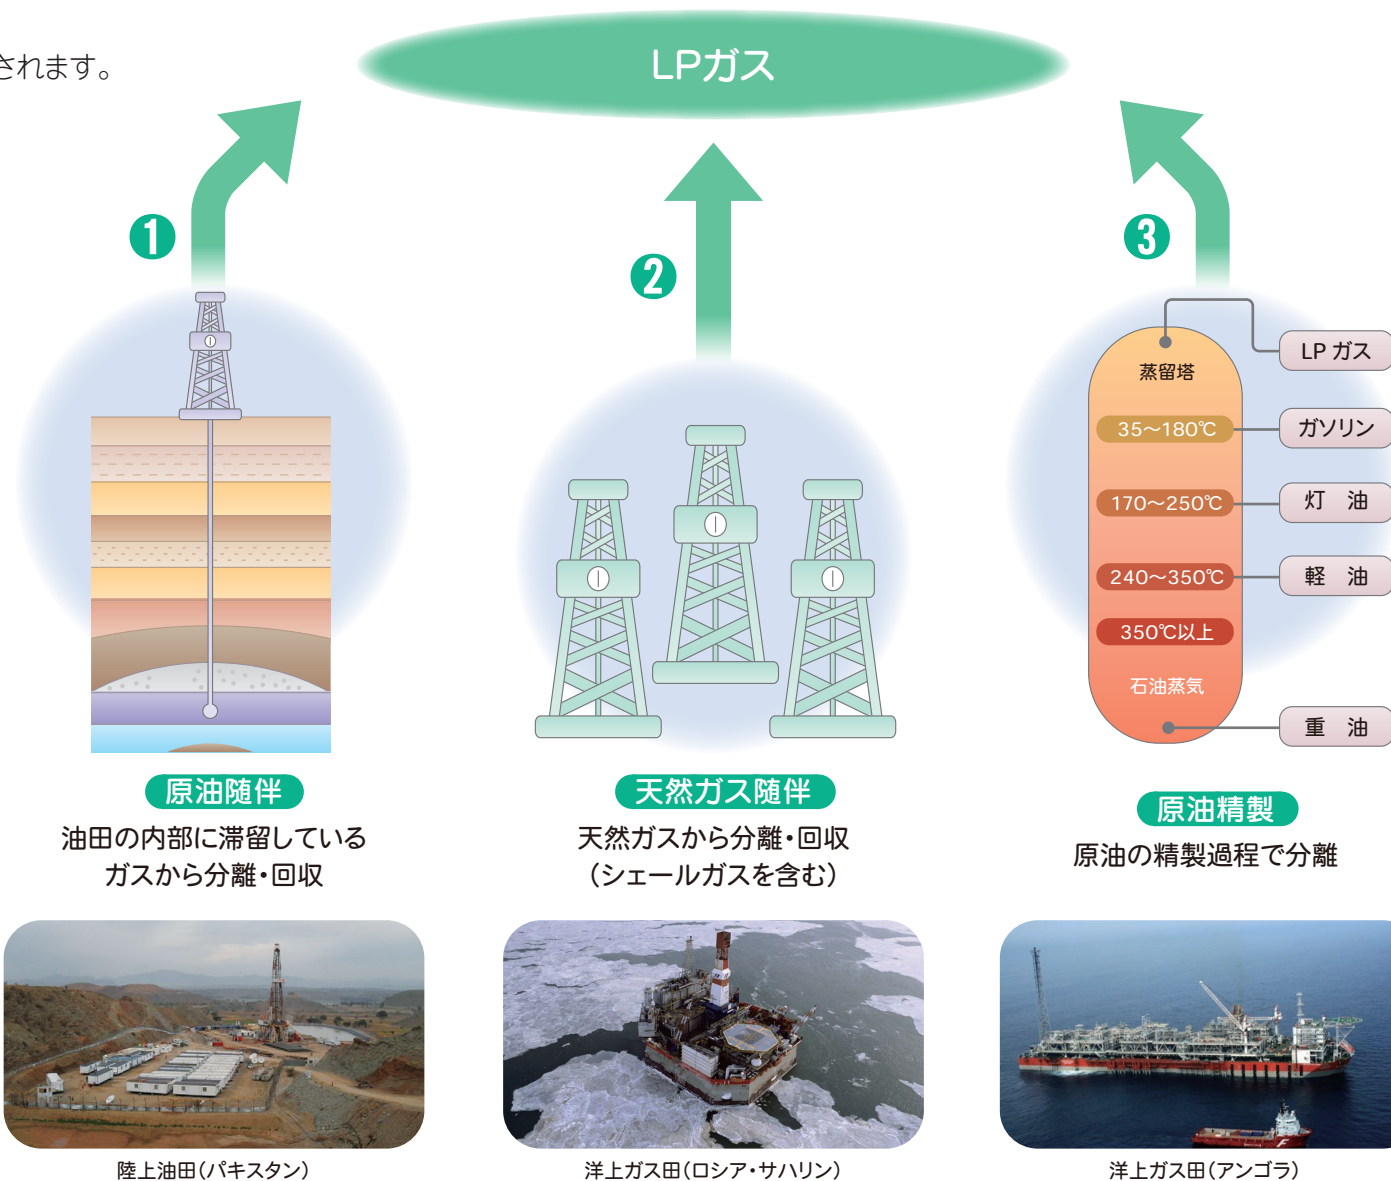 されます。
LPガス
1
2
3
蒸留塔
LP ガス
35～180℃
ガソリン
170～250℃
灯　油
240～350℃
軽　油
350℃以上
石油蒸気
重　油
原油随伴
油田の内部に滞留している
ガスから分離・回収
天然ガス随伴
天然ガスから分離・回収
（シェールガスを含む）
原油精製
原油の精製過程で分離
陸上油田（パキスタン）
洋上ガス田（ロシア・サハリン）
洋上ガス田（アンゴラ）